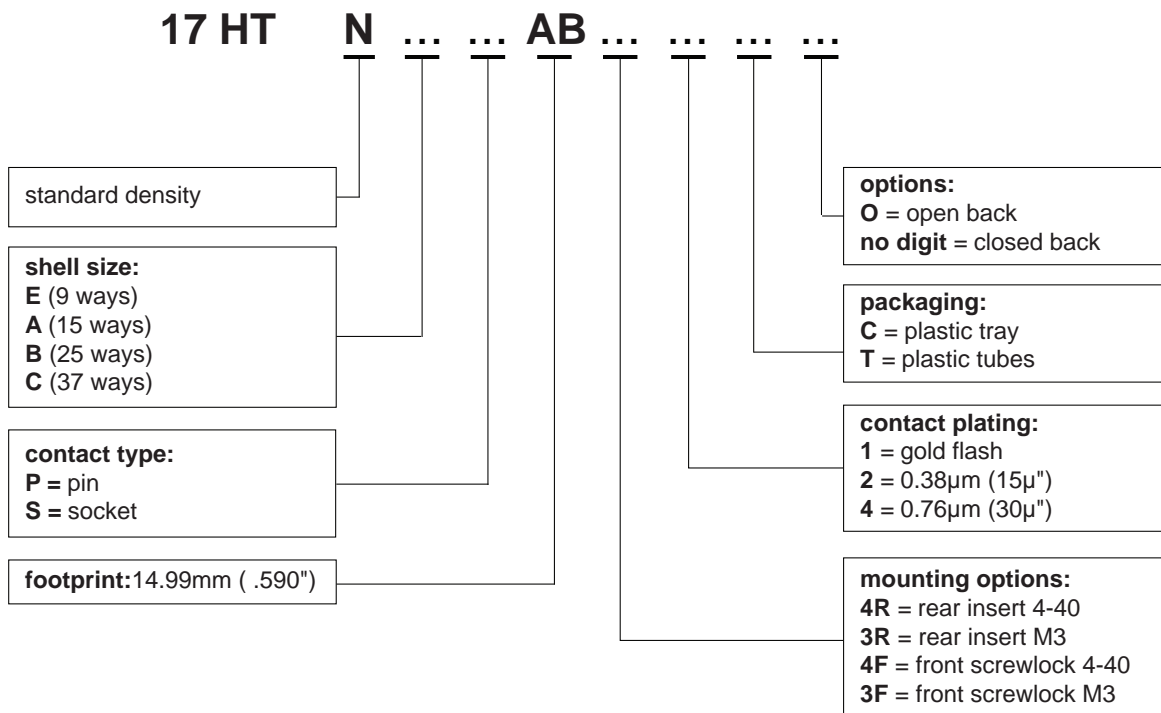 17 HT N ... ... AB ... ... ... ...
standard density
shell size:
E (9 ways)
A (15 ways)
B (25 ways)
C (37 ways)
contact type:
P = pin
S = socket
footprint:14.99mm ( .590")
options:
O = open back
no digit = closed back
packaging:
C = plastic tray
T = plastic tubes
contact plating:
1 = gold flash
2 = 0.38µm (15µ")
4 = 0.76µm (30µ")
mounting options:
4R = rear insert 4-40
3R = rear insert M3
4F = front screwlock 4-40
3F = front screwlock M3